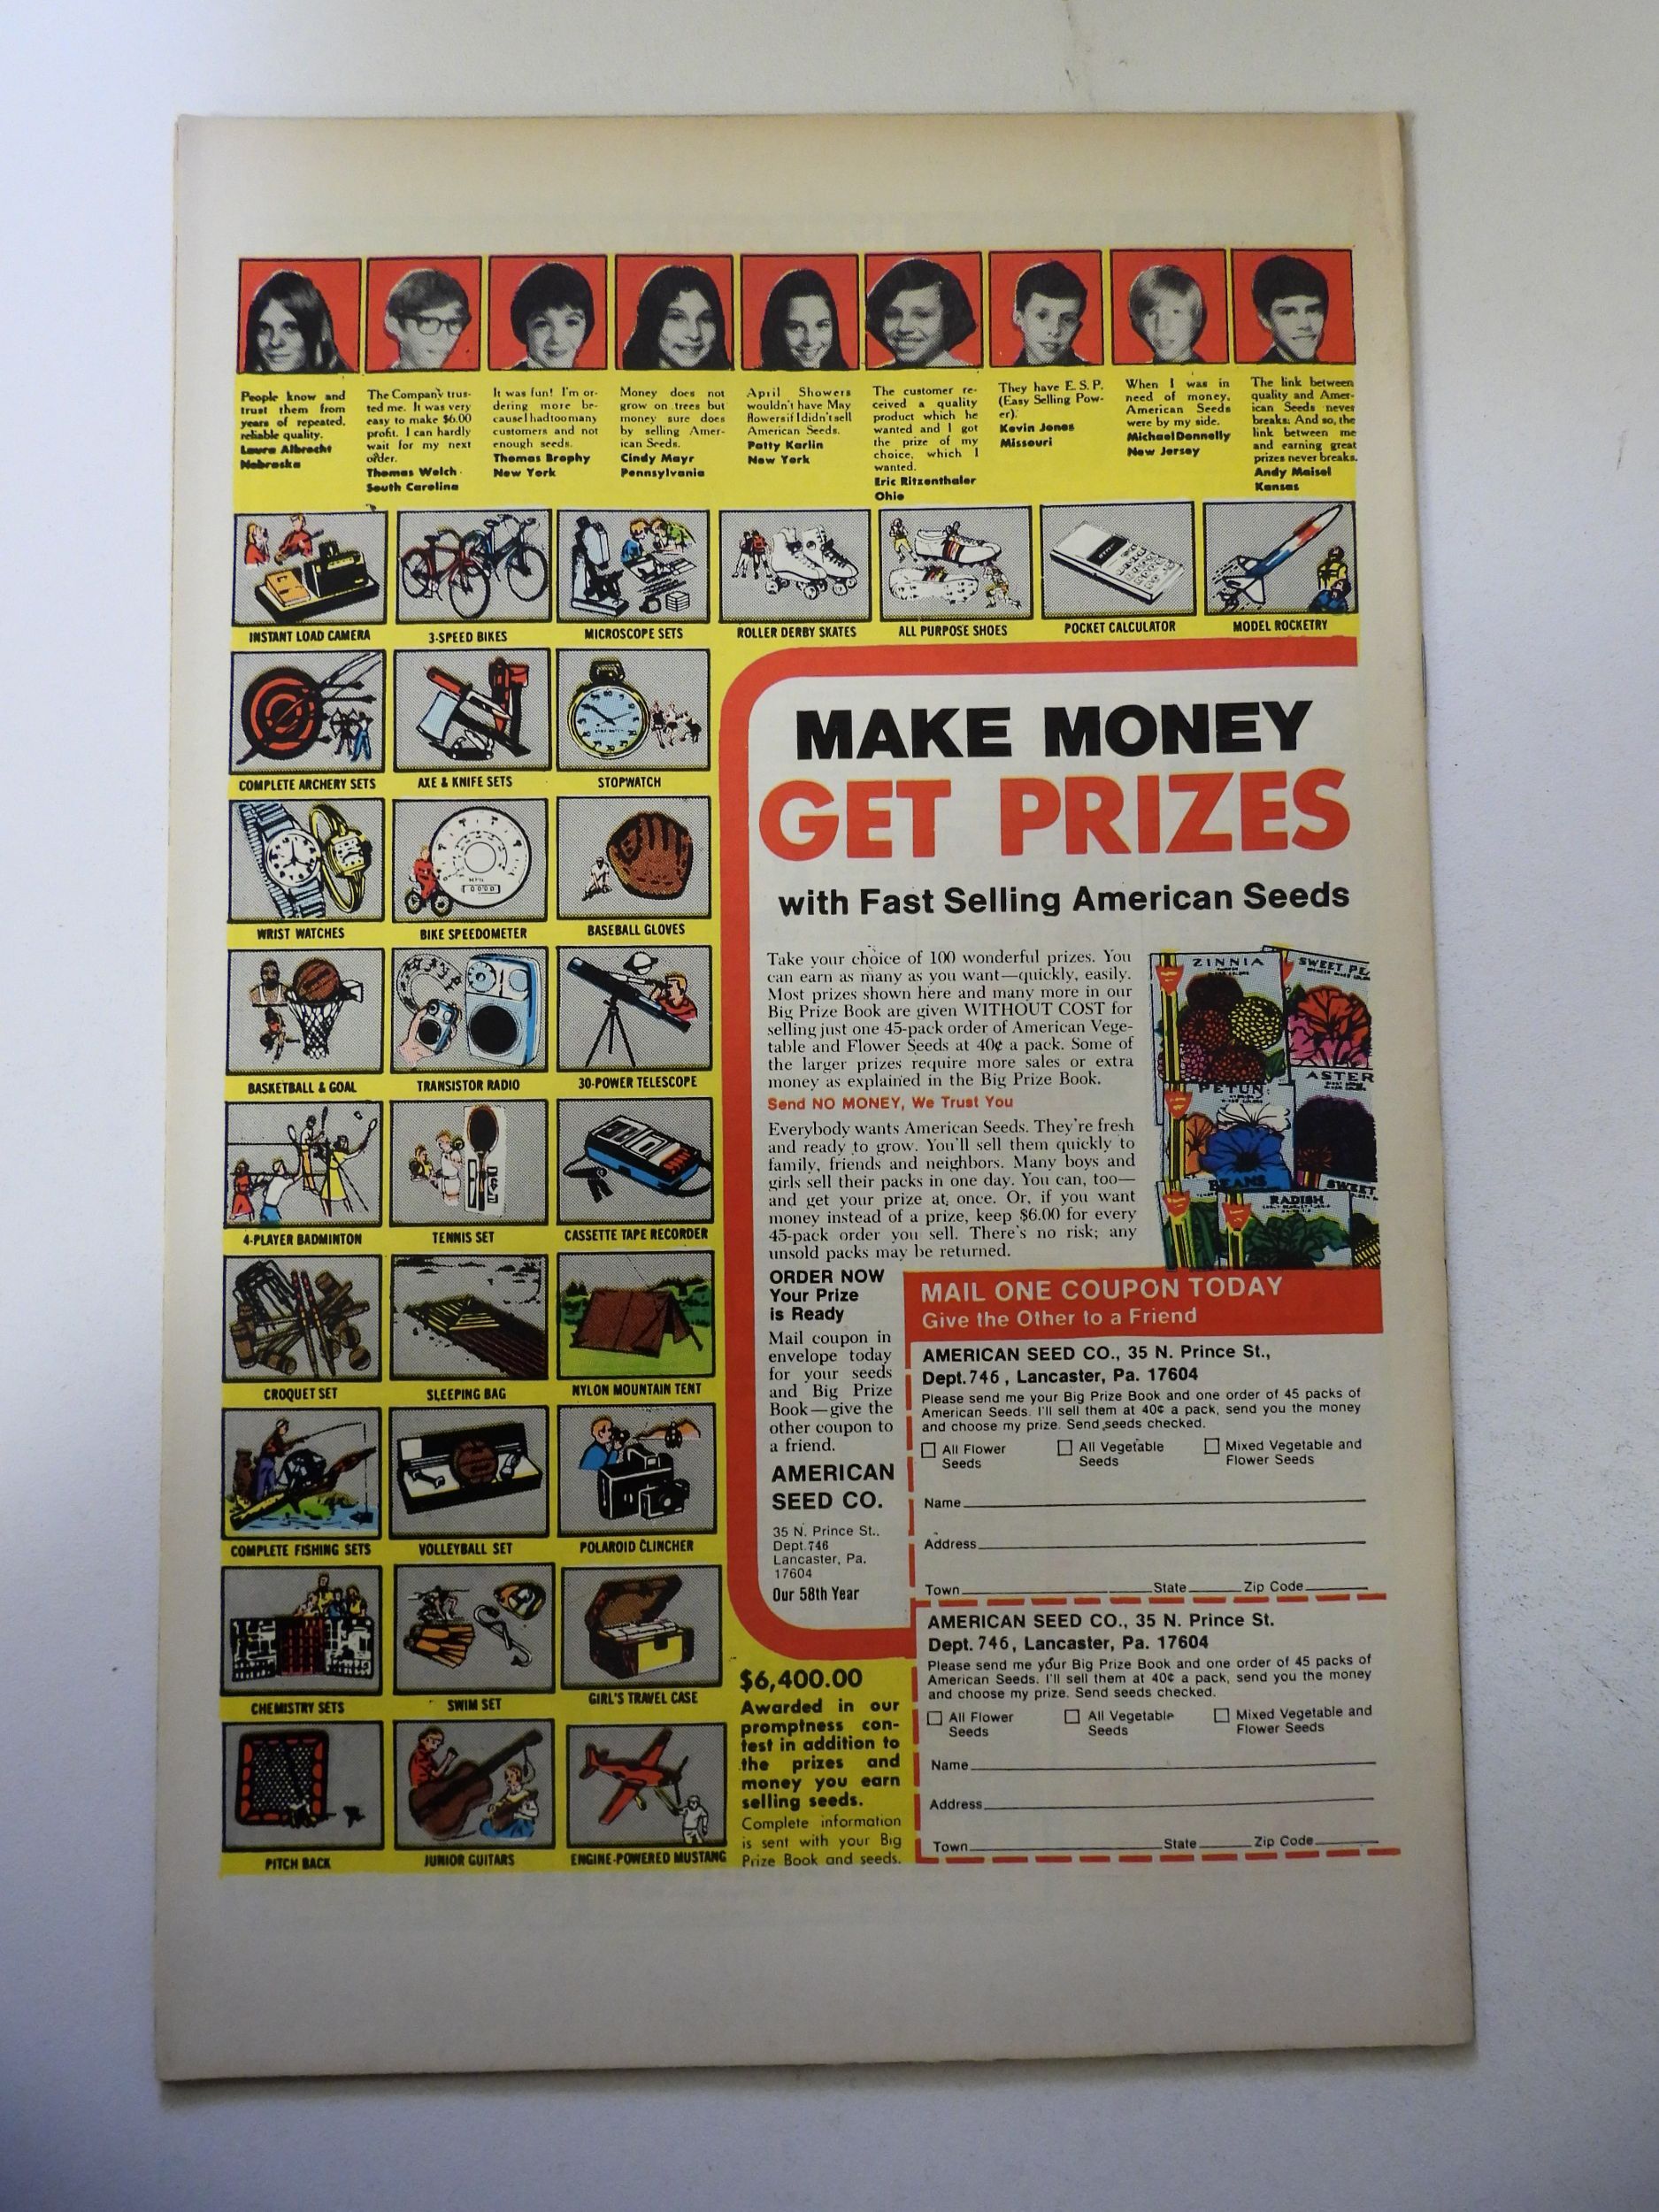 People know and
trust them from
years of repeated,
reliable quality.
Laura Albrecht
Nebraska
The Company trus-
ted me. It was very
easy to make $6.00
profit. I can hardly
wait for my next
order.
Thomas Welch
South Carolina
It was fun! I'm or-
dering more be-
cause I had too many
customers and not
enough seeds.
Thomas Brophy
New York
Money does not
grow on trees but
money sure does
by selling Amer-
ican Seeds.
Cindy Mayr
Pennsylvania
April Showers
wouldn't have May
flowers if I didn't sell
American Seeds.
Patty Karlin
New York
The customer re-
ceived a quality
product which he
wanted and I got
the prize of my
choice, which I
wanted.
Eric Ritzenthaler
Ohio
They have E.S.P.
(Easy Selling Pow-
er).
Kevin Jones
Missouri
When I was in
need of money,
American Seeds
were by my side.
Michael Donnelly
New Jersey
The link between
quality and Amer-
ican Seeds never
breaks. And so, the
link between me
and earning great
prizes never breaks.
Andy Maisel
Kansas
INSTANT LOAD CAMERA
3-SPEED BIKES
MICROSCOPE SETS
ROLLER DERBY SKATES
ALL PURPOSE SHOES
POCKET CALCULATOR
MODEL ROCKETRY
COMPLETE ARCHERY SETS
AXE & KNIFE SETS
STOPWATCH
WRIST WATCHES
BIKE SPEEDOMETER
BASEBALL GLOVES
BASKETBALL & GOAL
TRANSISTOR RADIO
30-POWER TELESCOPE
4-PLAYER BADMINTON
TENNIS SET
CASSETTE TAPE RECORDER
CROQUET SET
SLEEPING BAG
NYLON MOUNTAIN TENT
COMPLETE FISHING SETS
VOLLEYBALL SET
POLAROID CLINCHER
CHEMISTRY SETS
SWIM SET
GIRL'S TRAVEL CASE
PITCH BACK
JUNIOR GUITARS
ENGINE-POWERED MUSTANG
MAKE MONEY
GET PRIZES
with Fast Selling American Seeds
Take your choice of 100 wonderful prizes. You
can earn as many as you want—quickly, easily.
Most prizes shown here and many more in our
Big Prize Book are given WITHOUT COST for
selling just one 45-pack order of American Vege-
table and Flower Seeds at 40¢ a pack. Some of
the larger prizes require more sales or extra
money as explained in the Big Prize Book.
Send NO MONEY, We Trust You
Everybody wants American Seeds. They're fresh
and ready to grow. You'll sell them quickly to
family, friends and neighbors. Many boys and
girls sell their packs in one day. You can, too—
and get your prize at once. Or, if you want
money instead of a prize, keep $6.00 for every
45-pack order you sell. There's no risk; any
unsold packs may be returned.
ZINNIA
SWEET PE
ASTER
PETUN
BEANS
SWEET
RADISH
ORDER NOW
Your Prize
is Ready
Mail coupon in
envelope today
for your seeds
and Big Prize
Book—give the
other coupon to
a friend.
AMERICAN
SEED CO.
35 N. Prince St.,
Dept. 746
Lancaster, Pa.
17604
Our 58th Year
MAIL ONE COUPON TODAY
Give the Other to a Friend
AMERICAN SEED CO., 35 N. Prince St.,
Dept. 746, Lancaster, Pa. 17604
Please send me your Big Prize Book and one order of 45 packs of
American Seeds. I'll sell them at 40¢ a pack, send you the money
and choose my prize. Send seeds checked.
All Flower
Seeds
All Vegetable
Seeds
Mixed Vegetable and
Flower Seeds
Name
Address
Town State Zip Code
AMERICAN SEED CO., 35 N. Prince St.
Dept. 746, Lancaster, Pa. 17604
Please send me your Big Prize Book and one order of 45 packs of
American Seeds. I'll sell them at 40¢ a pack, send you the money
and choose my prize. Send seeds checked.
All Flower
Seeds
All Vegetable
Seeds
Mixed Vegetable and
Flower Seeds
Name
Address
Town State Zip Code
$6,400.00
Awarded in our
promptness con-
test in addition to
the prizes and
money you earn
selling seeds.
Complete information
is sent with your Big
Prize Book and seeds.